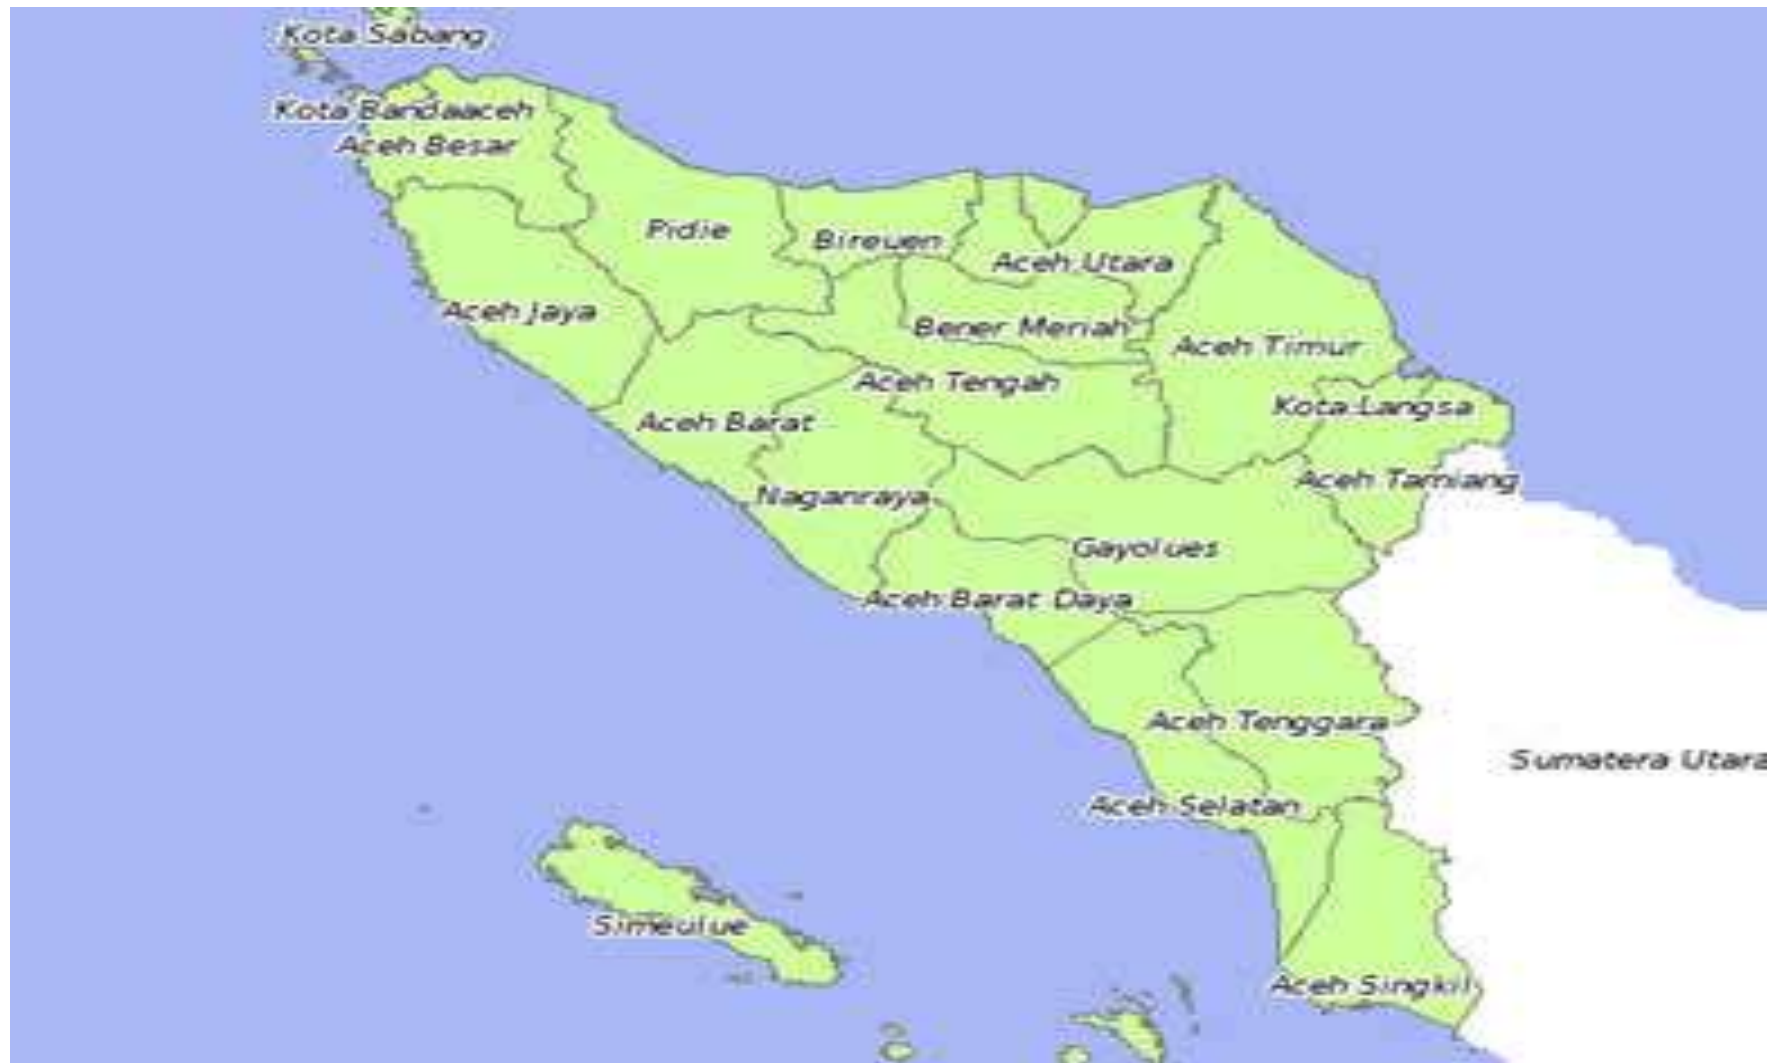 Kota Sabang
Kota Bandaaceh
Aceh Besar
Pidie
Bireuen
Aceh Utara
Aceh Jaya
Bener Meriah
Aceh Timur
Aceh Tengah
Kota Langsa
Aceh Barat
Aceh Tamiang
Naganraya
Gayolues
Aceh Barat Daya
Aceh Tenggara
Sumatera Utara
Aceh Selatan
Simeulue
Aceh Singkil